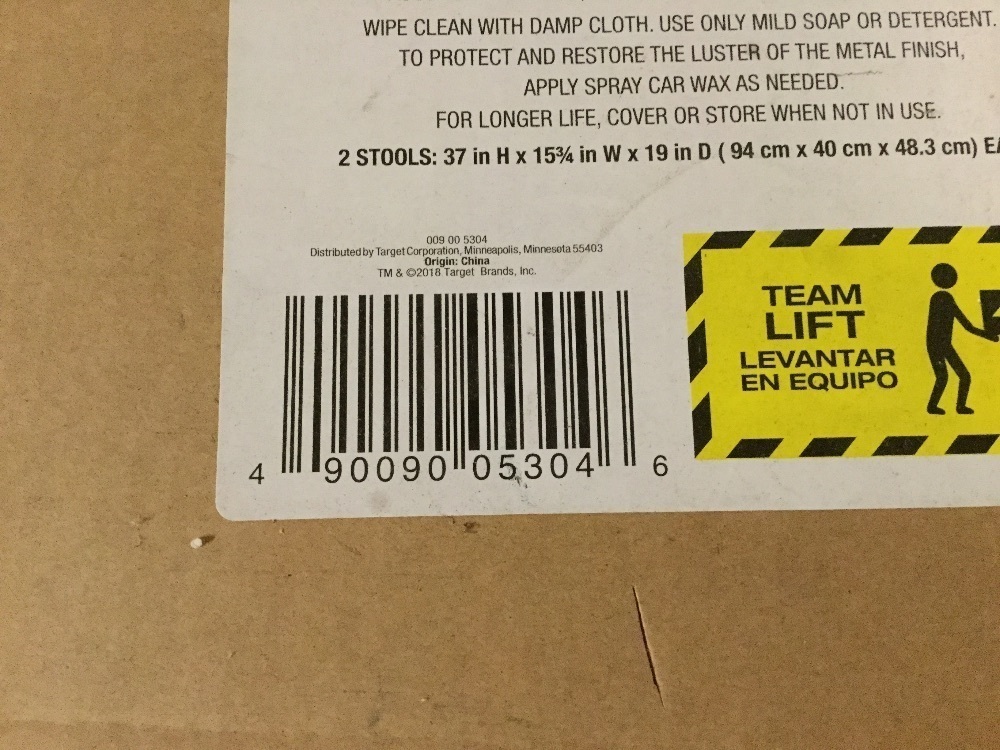 WIPE CLEAN WITH DAMP CLOTH. USE ONLY MILD SOAP OR DETERGENT.
TO PROTECT AND RESTORE THE LUSTER OF THE METAL FINISH,
APPLY SPRAY CAR WAX AS NEEDED.
FOR LONGER LIFE, COVER OR STORE WHEN NOT IN USE.
2 STOOLS: 37 in H x 15¾ in W x 19 in D ( 94 cm x 40 cm x 48.3 cm)
009 00 5304
Distributed by Target Corporation, Minneapolis, Minnesota 55403
Origin: China
TM & ©2018 Target Brands, Inc.
4 90090 05304 6
TEAM
LIFT
LEVANTAR
EN EQUIPO